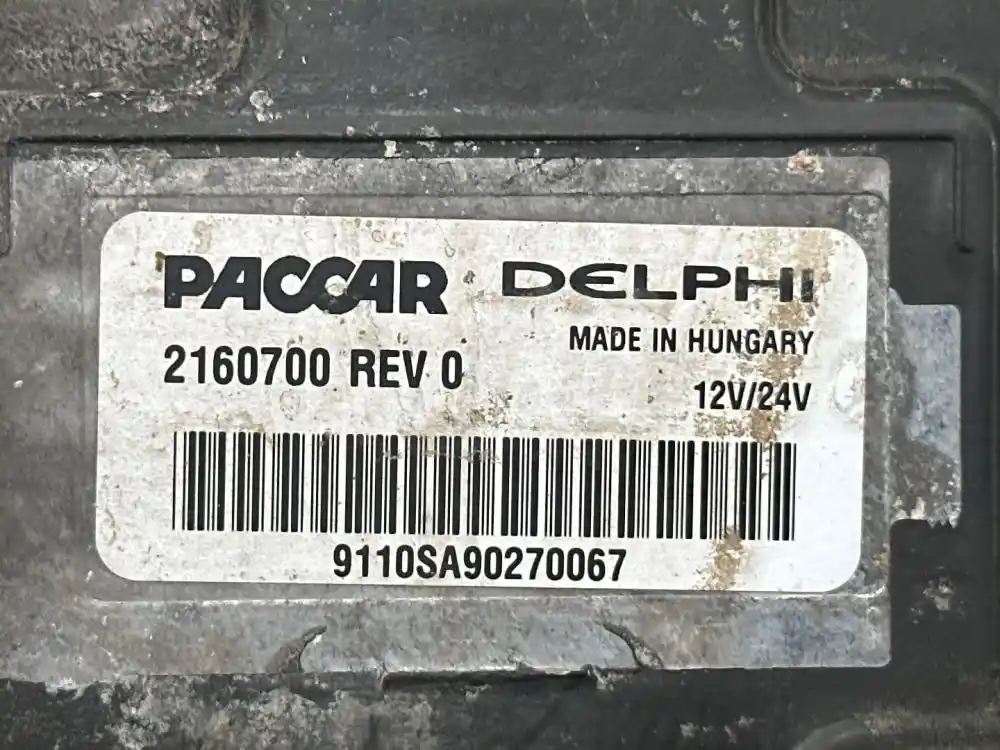 PACCAR DELPHI
MADE IN HUNGARY
2160700 REV 0
12V/24V
9110SA90270067